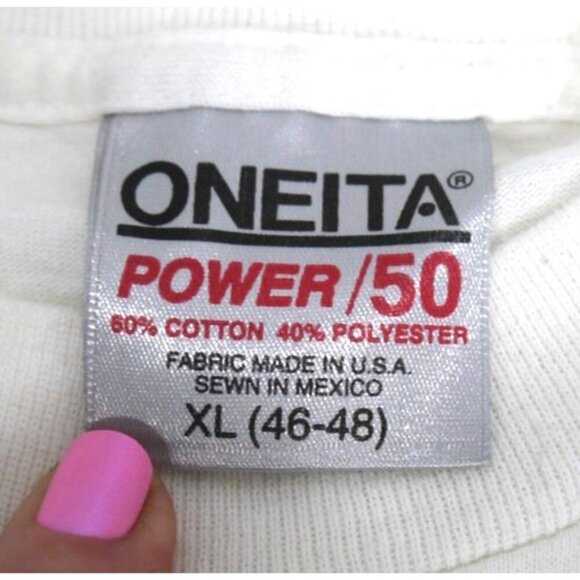 ONEITA®
POWER/50
60% COTTON 40% POLYESTER
FABRIC MADE IN U.S.A.
SEWN IN MEXICO
XL (46-48)